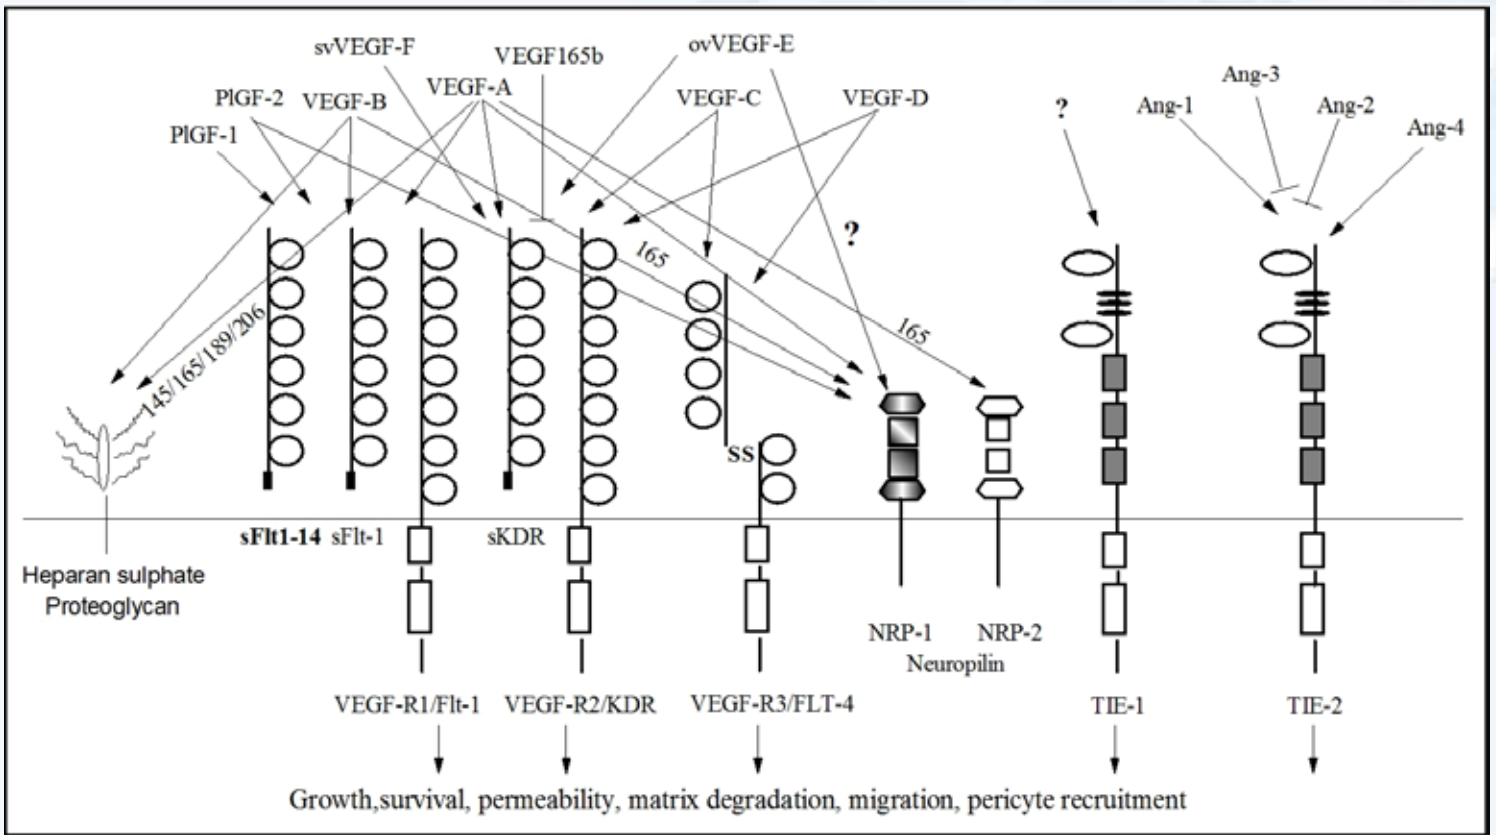 svVEGF-F
VEGF165b
ovVEGF-E
PlGF-2
VEGF-B
VEGF-A
VEGF-C
VEGF-D
PlGF-1
?
Ang-1
Ang-3
Ang-2
Ang-4
?
165
165
145/165/189/206
SS
sFlt1-14
sFlt-1
sKDR
Heparan sulphate
Proteoglycan
NRP-1
NRP-2
Neuropilin
VEGF-R1/Flt-1
VEGF-R2/KDR
VEGF-R3/FLT-4
TIE-1
TIE-2
Growth,survival, permeability, matrix degradation, migration, pericyte recruitment